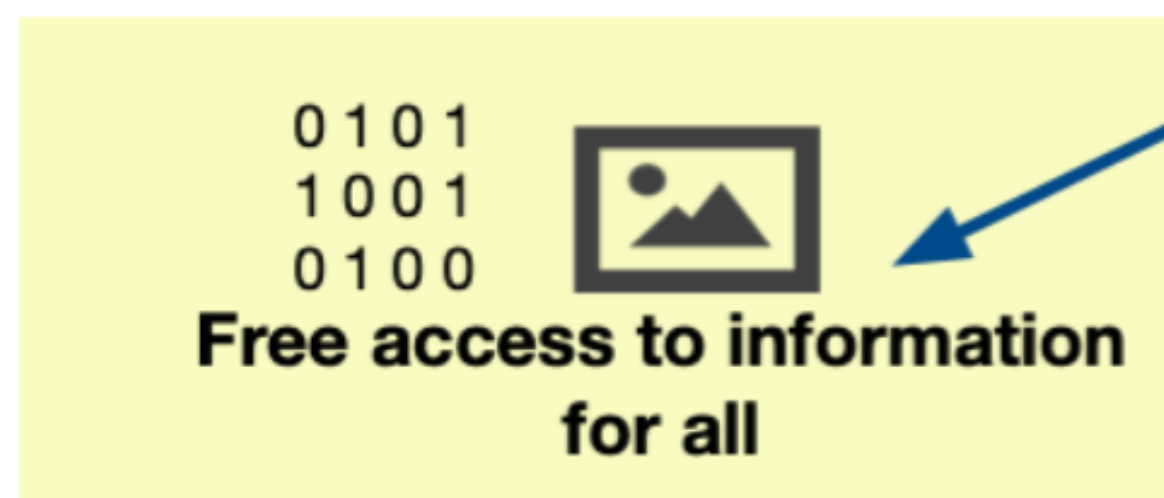 0 1 0 1
1 0 0 1
0 1 0 0
Free access to information
for all